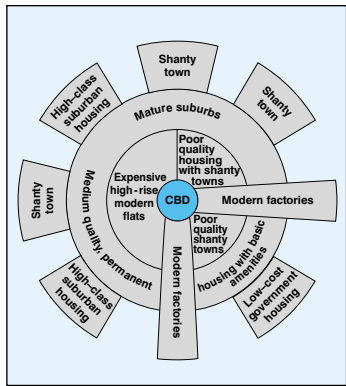 Shanty
town
High-class
suburban
housing
Shanty
town
Mature suburbs
Poor
quality
housing
with shanty
towns
Expensive
high-rise
modern
flats
CBD
Modern factories
Shanty
town
Medium quality, permanent
Poor
quality
shanty
towns
housing with basic
amenities
Modern factories
High-class
suburban
housing
Low–cost
government
housing